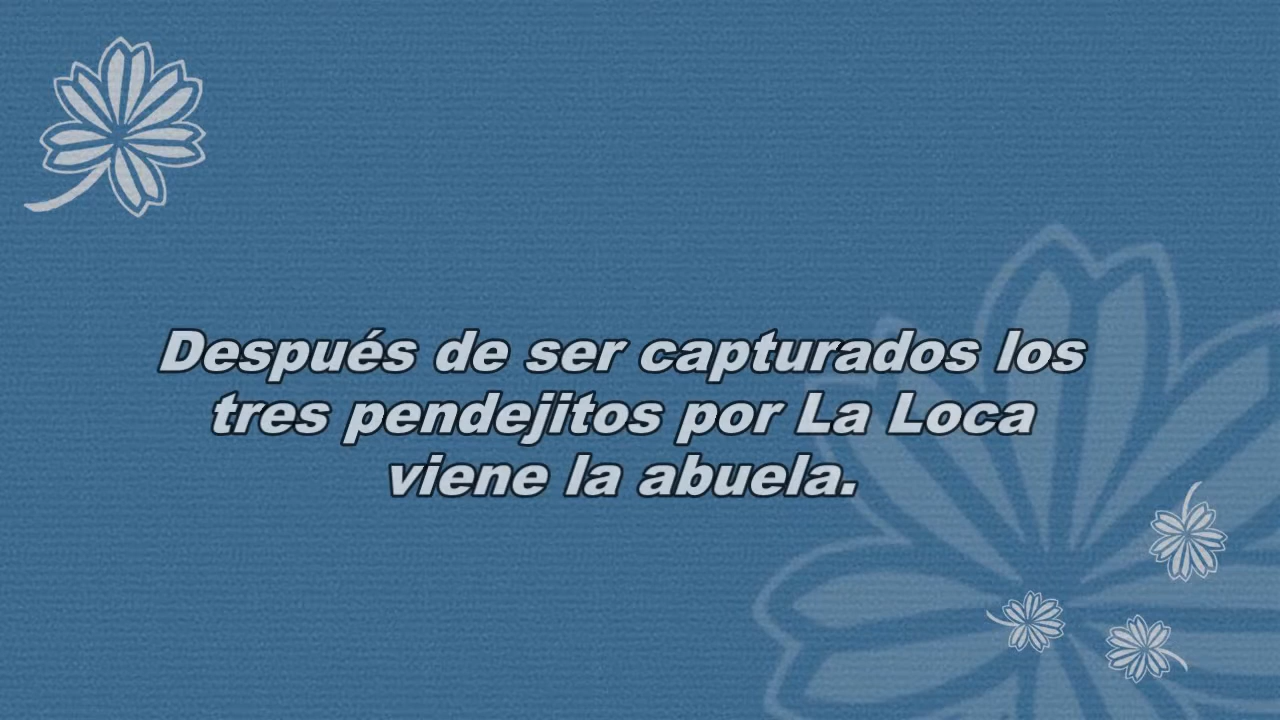 Después de ser capturados los
tres pendejitos por La Loca
viene la abuela.